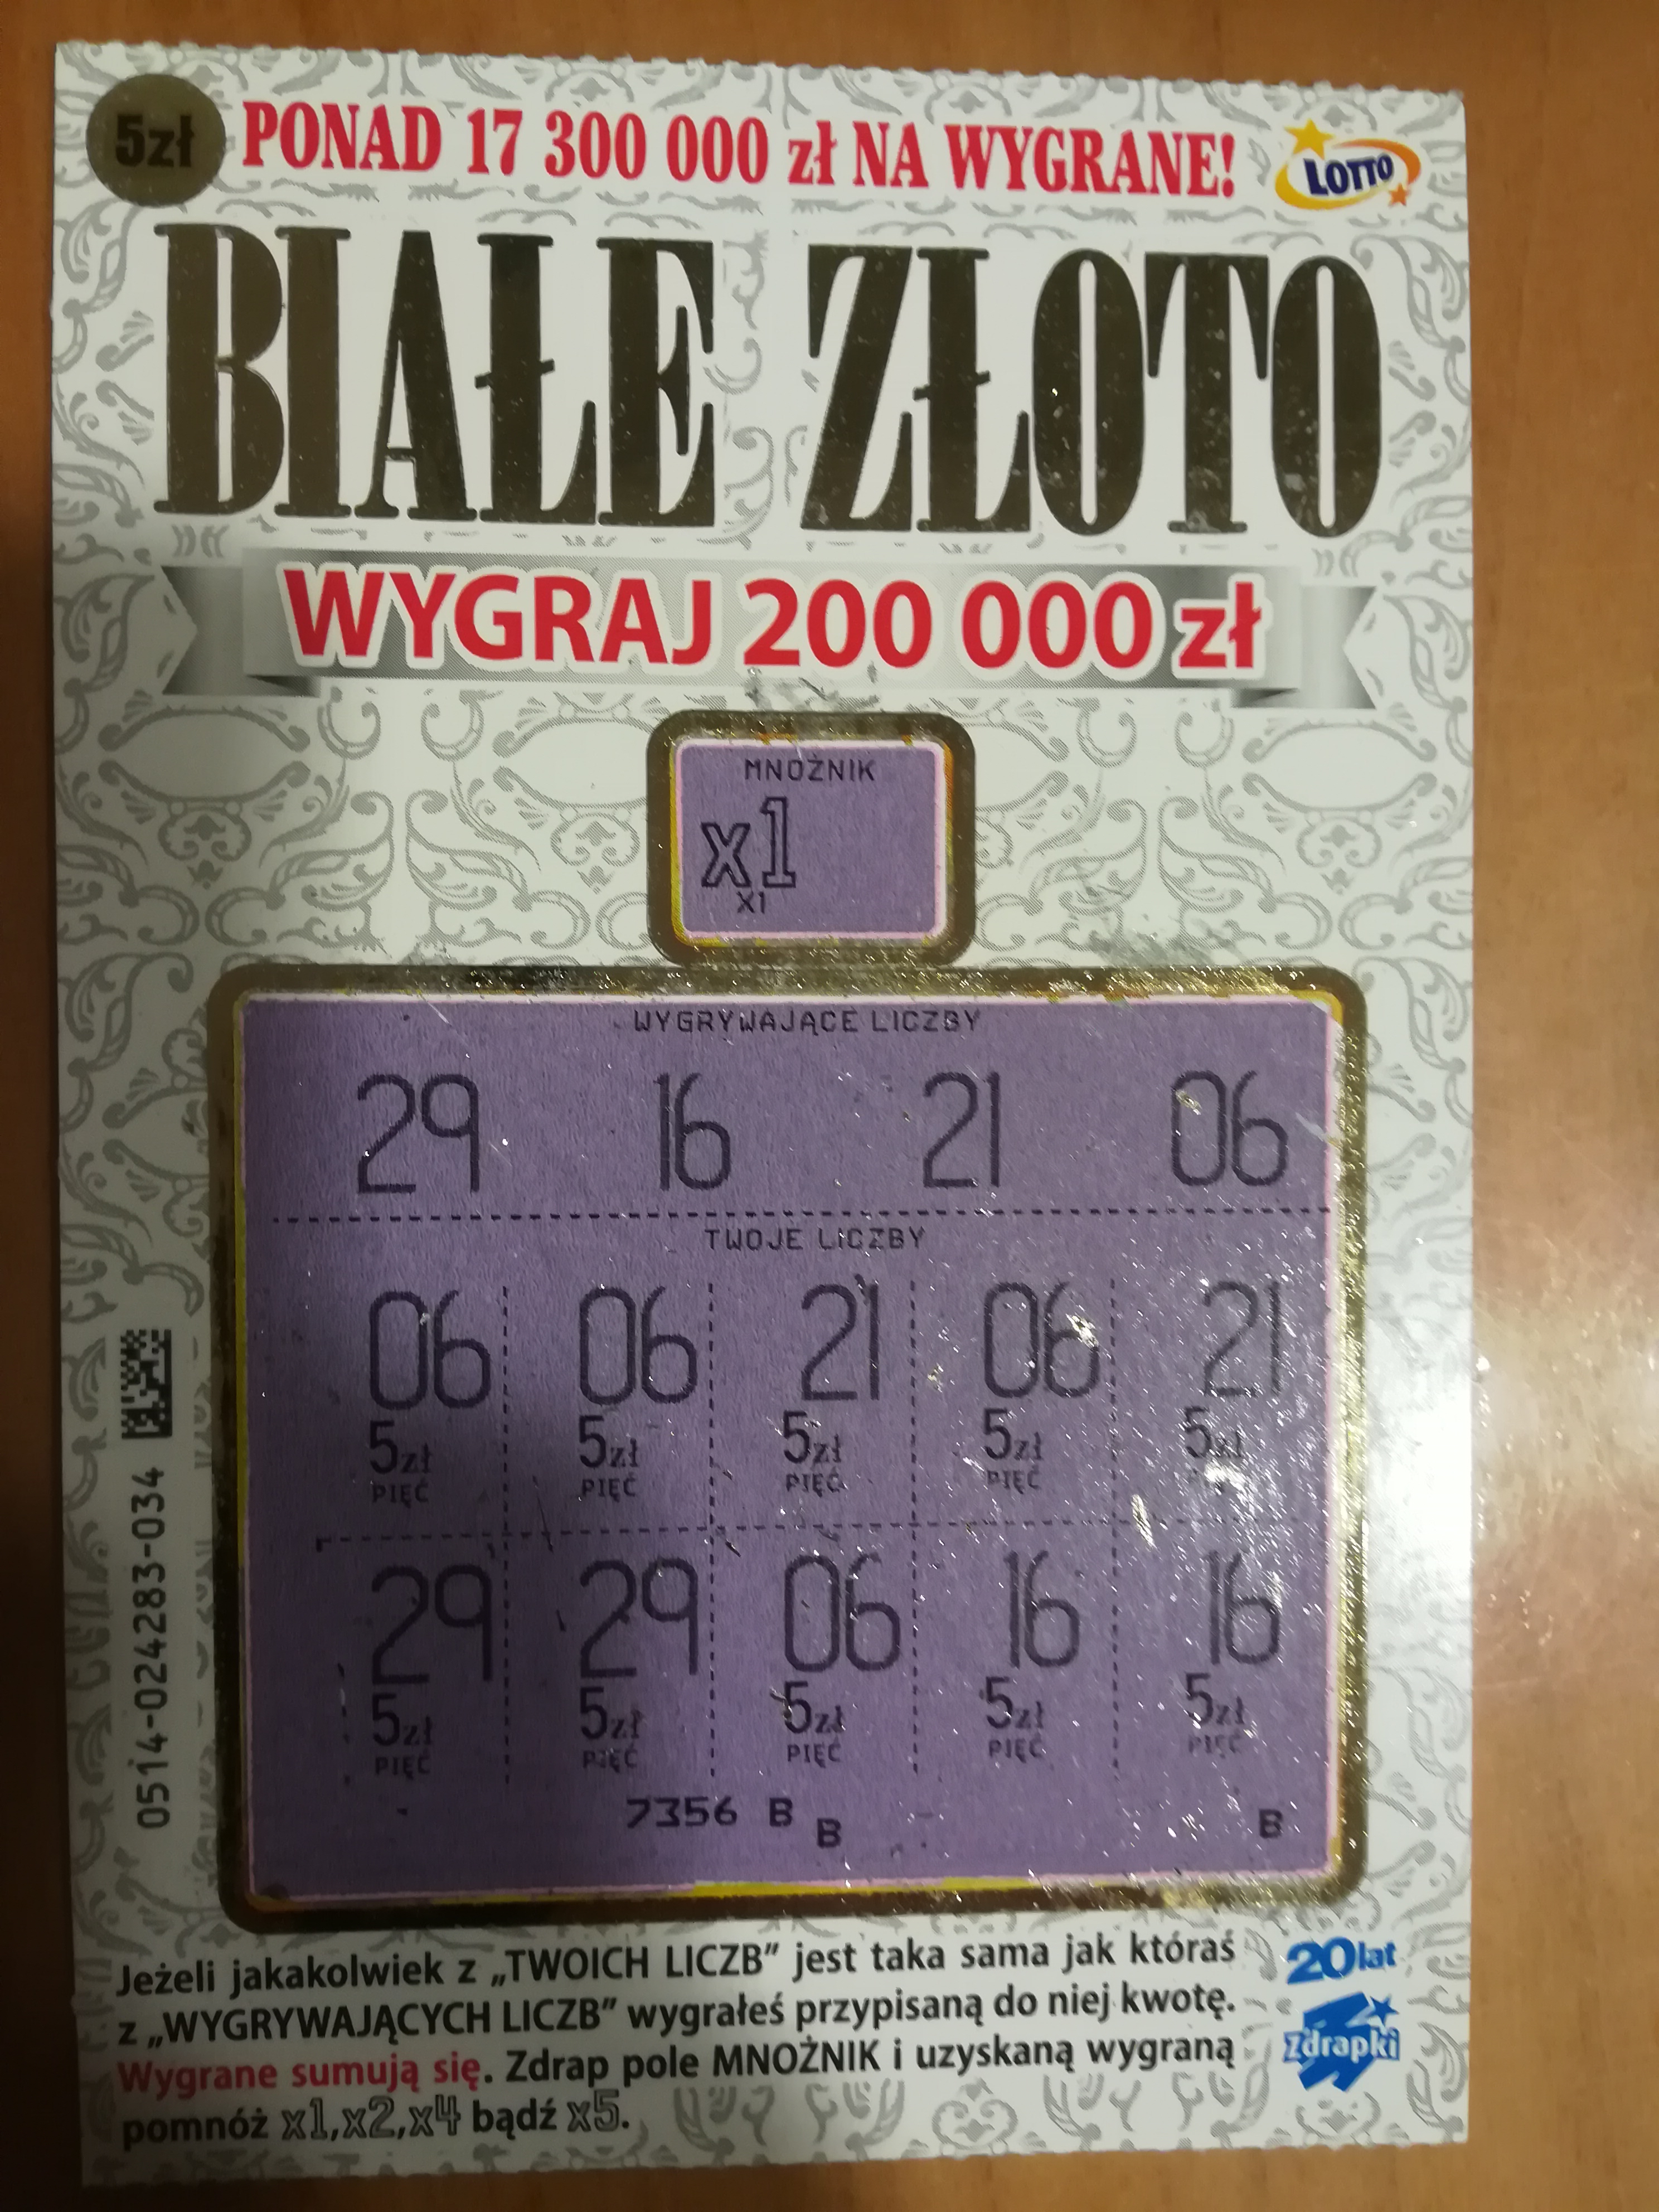 5zł PONAD 17 300 000 zł NA WYGRANE! LOTTO
BIAŁE ZŁOTO
WYGRAJ 200 000 zł
MNOŻNIK
x1
X1
WYGRYWAJĄCE LICZBY
29 16 21 06
TWOJE LICZBY
06 06 21 06 21
5zł 5zł 5zł 5zł 5zł
PIĘĆ PIĘĆ PIĘĆ PIĘĆ
29 29 06 16 16
5zł 5zł 5zł 5zł 5zł
PIĘĆ PIĘĆ PIĘĆ PIĘĆ PIĘĆ
7356 B
B B
0514-024283-034
Jeżeli jakakolwiek z „TWOICH LICZB” jest taka sama jak któraś
z „WYGRYWAJĄCYCH LICZB” wygrałeś przypisaną do niej kwotę.
Wygrane sumują się. Zdrap pole MNOŻNIK i uzyskaną wygraną
pomnóż x1,x2,x4 bądź x5.
20 lat
Zdrapki